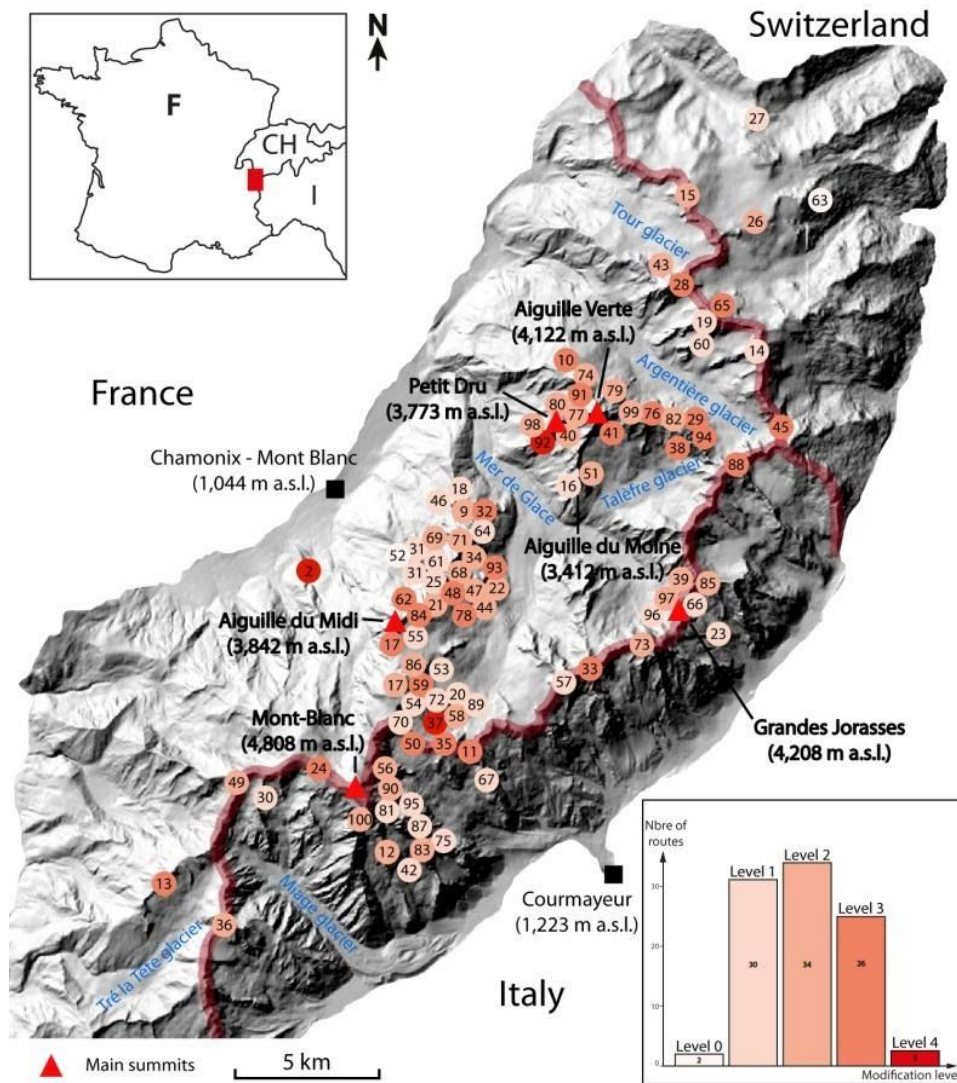 Switzerland
N
F
CH
I
27
15
63
26
Tour glacier
43
28
65
Aiguille Verte
(4,122 m a.s.l.)
19
60
14
10
74
Argentière glacier
France
Petit Dru
(3,773 m a.s.l.)
91
79
80
77
99
76
82
29
98
92
40
41
94
45
38
88
Chamonix - Mont Blanc
(1,044 m a.s.l.)
Mer de Glace
Talèfre glacier
51
16
18
46
9
32
64
69
71
Aiguille du Moine
(3,412 m a.s.l.)
52
31
61
34
2
31
25
68
93
39
85
62
48
47
22
97
66
21
44
96
84
78
Aiguille du Midi
(3,842 m a.s.l.)
55
17
23
73
86
53
33
17
59
57
54
72
20
89
70
37
58
Mont-Blanc
(4,808 m a.s.l.)
Grandes Jorasses
(4,208 m a.s.l.)
50
35
11
24
56
67
49
90
30
95
81
100
87
75
12
83
42
13
36
Miage glacier
Tré la Tête glacier
Courmayeur
(1,223 m a.s.l.)
Italy
Main summits
5 km
Nbre of
routes
Level 2
Level 1
Level 3
30
20
10
0
30
34
26
Level 0
2
Level 4
Modification level